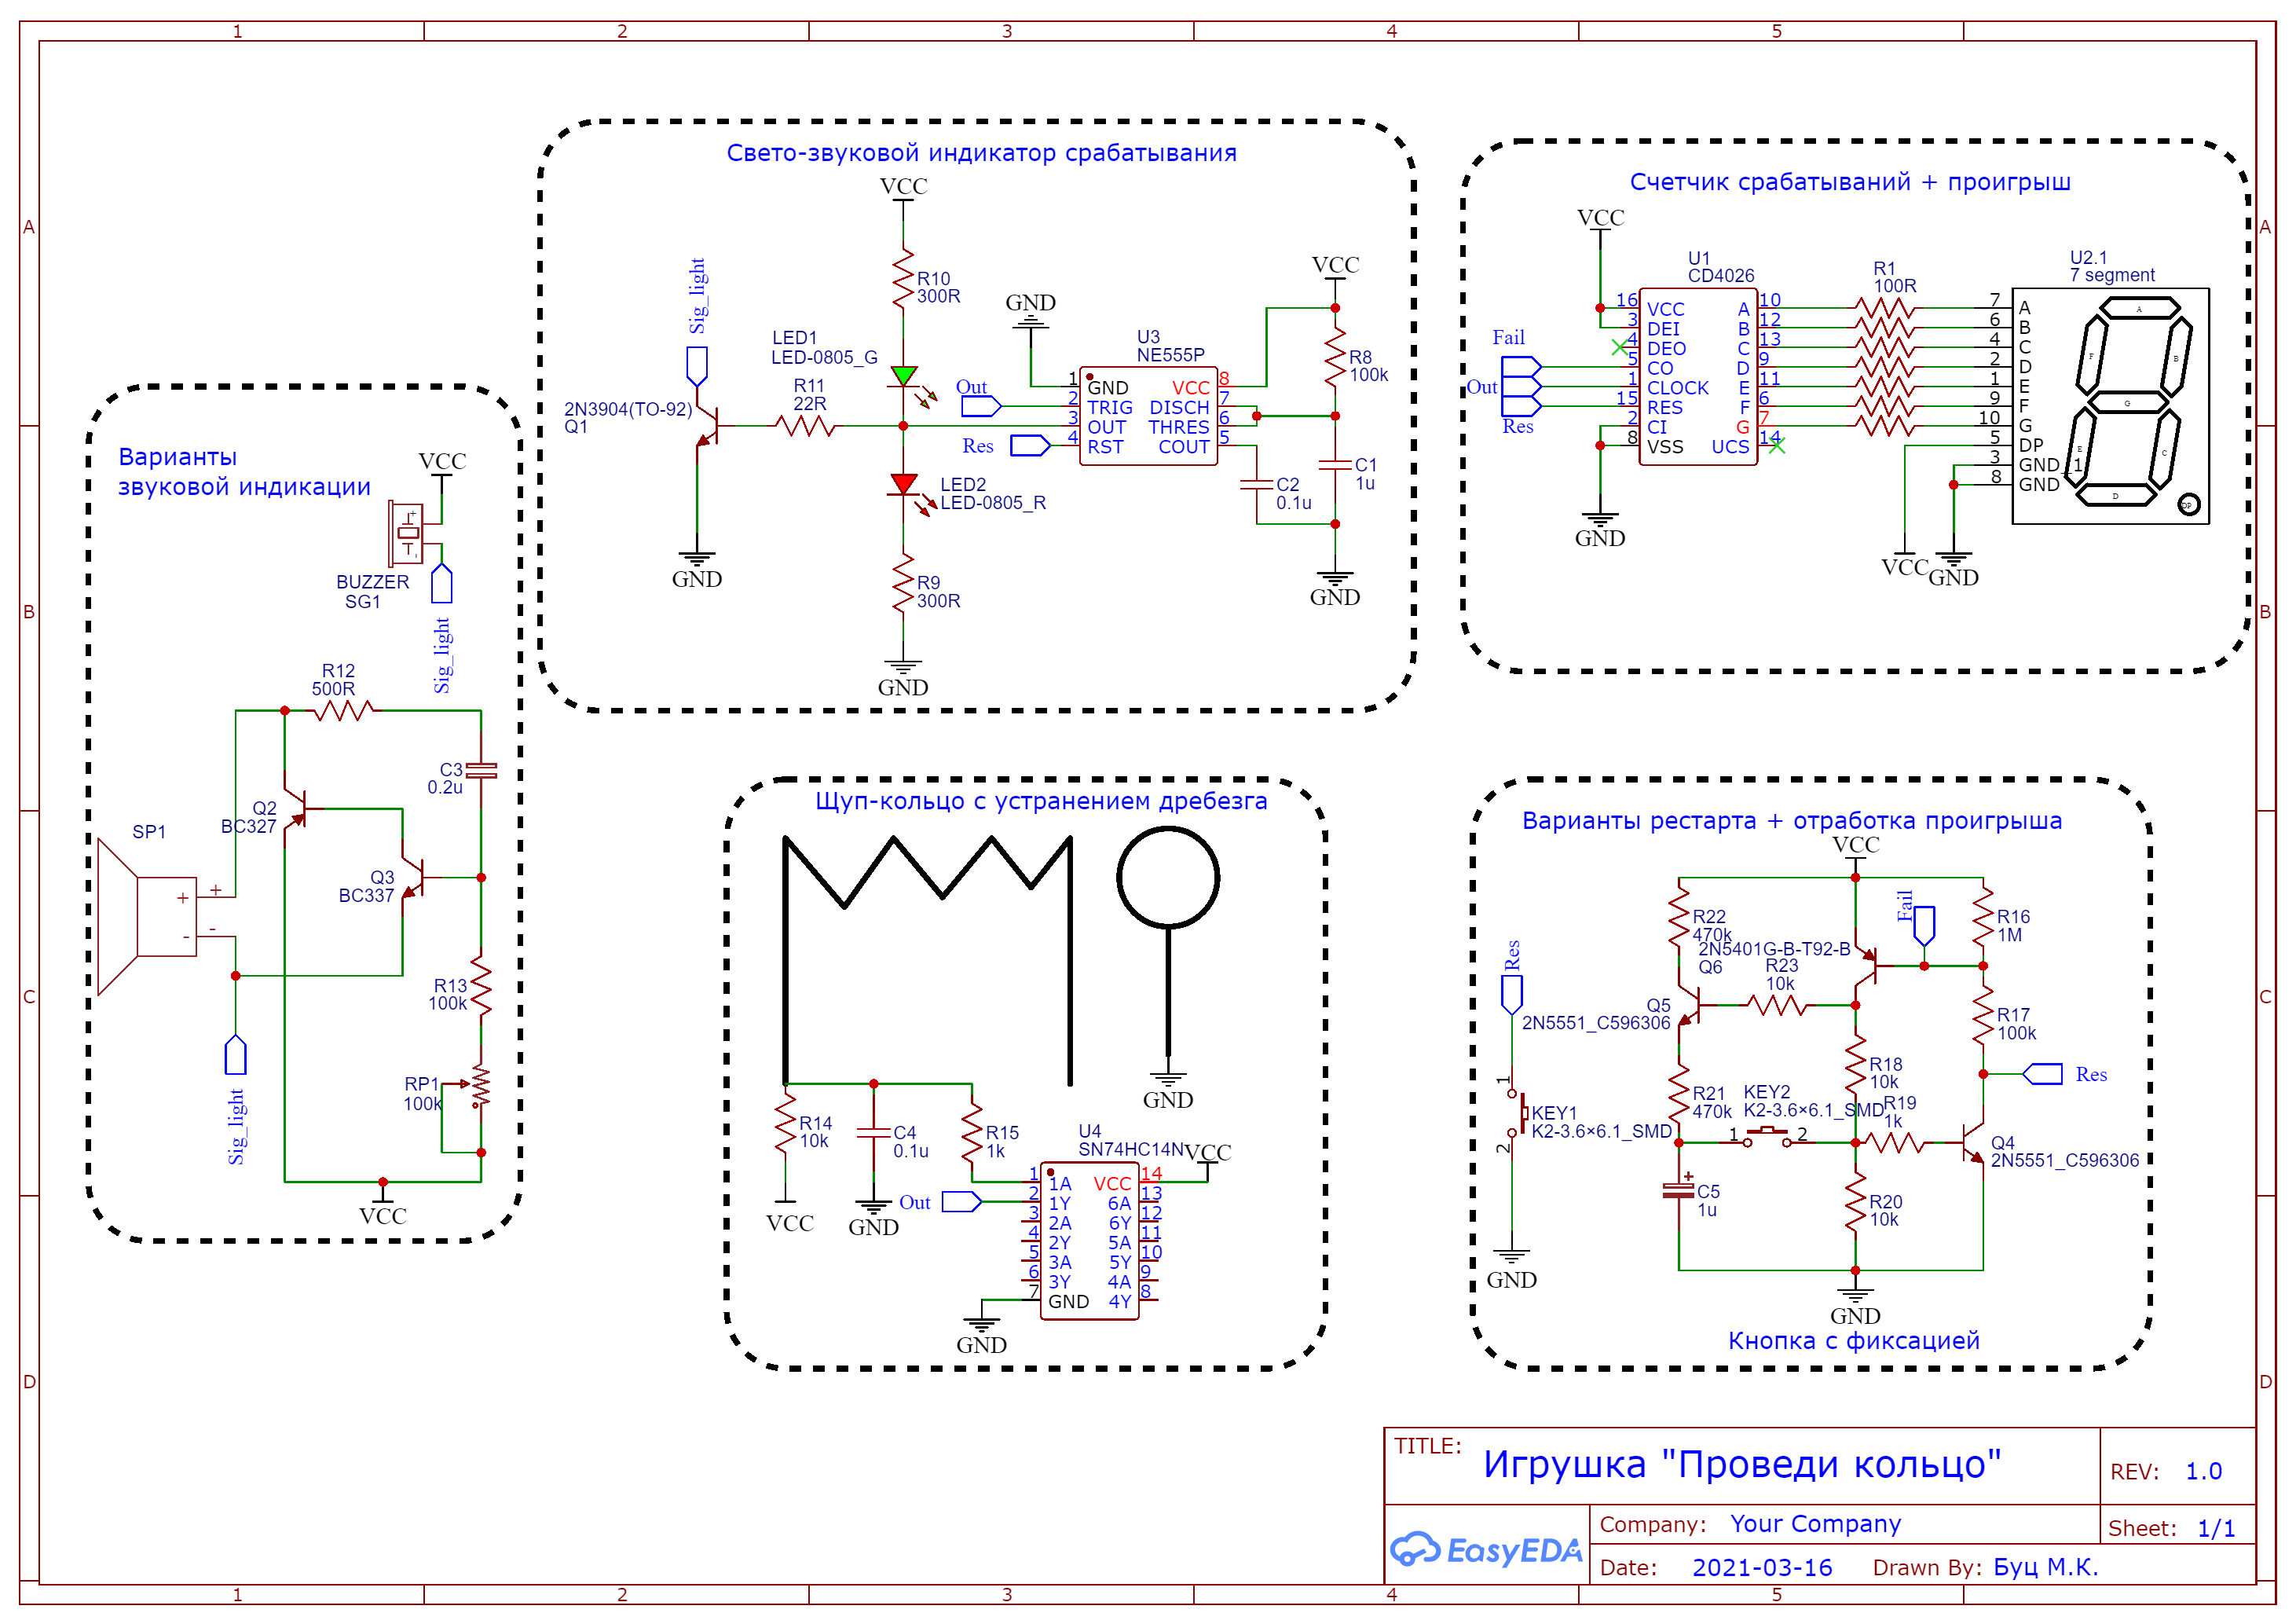 1 2 3 4 5
A
B
C
D
A
B
C
D
Свето-звуковой индикатор срабатывания
VCC
R10
300R
Sig_light
LED1
LED-0805_G
R11
22R
2N3904(TO-92)
Q1
GND
LED2
LED-0805_R
R9
300R
GND
GND
Out
Res
U3
NE555P
1 GND
2 TRIG
3 OUT
4 RST
VCC 8
DISCH 7
THRES 6
COUT 5
VCC
R8
100k
C1
1u
C2
0.1u
GND
Счетчик срабатываний + проигрыш
VCC
U1
CD4026
Fail
Out
Res
16 VCC
3 DEI
4 DEO
5 CO
1 CLOCK
15 RES
2 CI
8 VSS
A 10
B 12
C 13
D 9
E 11
F 6
G 7
UCS 14
R1
100R
U2.1
7 segment
7 A
6 B
4 C
2 D
1 E
9 F
10 G
5 DP
3 GND_1
8 GND
A
B
C
D
E
F
G
DP
GND
VCC
GND
Варианты
звуковой индикации
VCC
BUZZER
SG1
Sig_light
R12
500R
C3
0.2u
Q2
BC327
Q3
BC337
SP1
+ +
- -
R13
100k
RP1
100k
Sig_light
VCC
Щуп-кольцо с устранением дребезга
GND
R14
10k
C4
0.1u
R15
1k
VCC
GND
U4
SN74HC14N
VCC
Out
1 1A
2 1Y
3 2A
4 2Y
5 3A
6 3Y
7 GND
VCC 14
6A 13
6Y 12
5A 11
5Y 10
4A 9
4Y 8
GND
Варианты рестарта + отработка проигрыша
VCC
Fail
R22
470k
2N5401G-B-T92-B
Q6
R23
10k
R16
1M
Res
Q5
2N5551_C596306
R17
100k
R18
10k
Res
R21
470k
KEY2
K2-3.6×6.1_SMD
R19
1k
1
2
KEY1
K2-3.6×6.1_SMD
1 2
Q4
2N5551_C596306
+
C5
1u
R20
10k
GND
GND
Кнопка с фиксацией
TITLE:
Игрушка "Проведи кольцо"
REV: 1.0
EasyEDA
Company: Your Company
Sheet: 1/1
Date: 2021-03-16
Drawn By: Буц М.К.
1 2 3 4 5